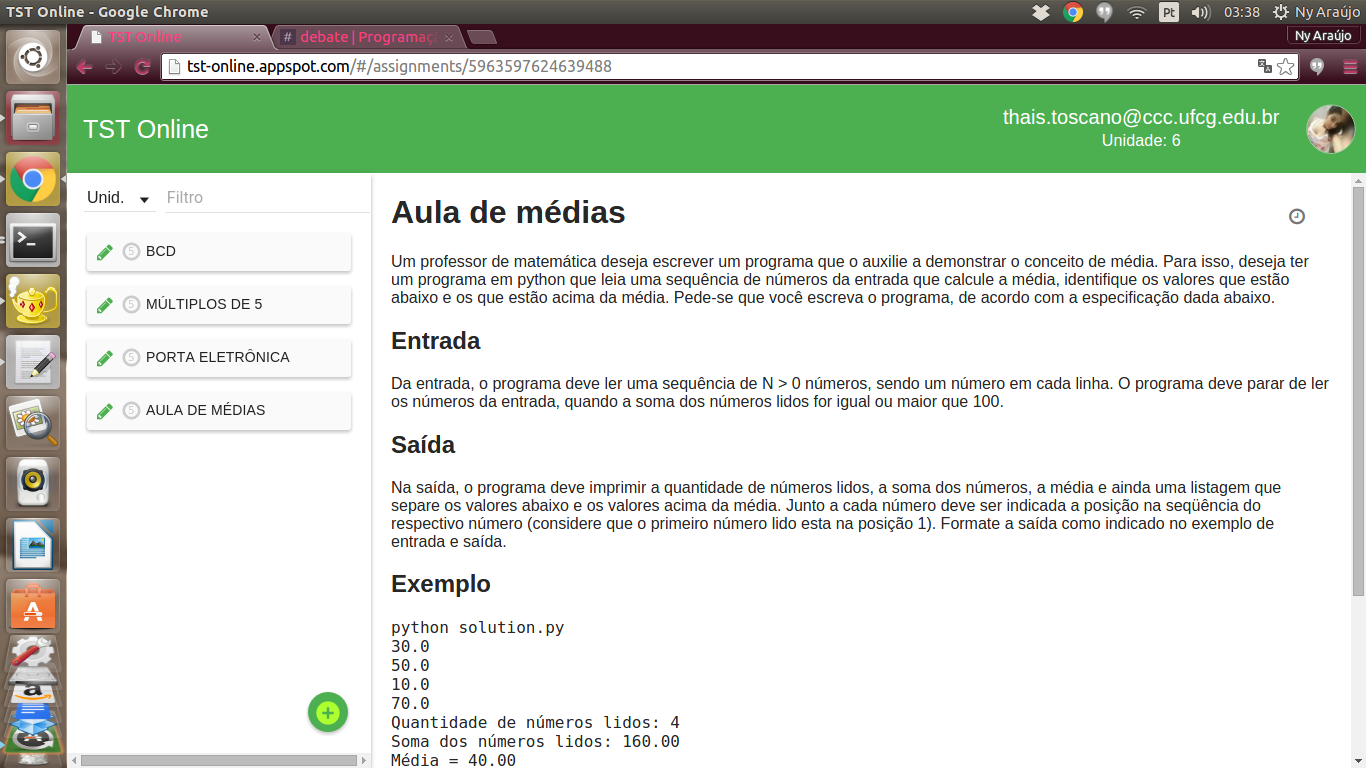 TST Online - Google Chrome
Pt
03:38
Ny Araújo
TST Online
# debate | Programaç
Ny Araújo
tst-online.appspot.com/#/assignments/5963597624639488
TST Online
thais.toscano@ccc.ufcg.edu.br
Unidade: 6
Unid.
Filtro
5 BCD
5 MÚLTIPLOS DE 5
5 PORTA ELETRÔNICA
5 AULA DE MÉDIAS
Aula de médias
Um professor de matemática deseja escrever um programa que o auxilie a demonstrar o conceito de média. Para isso, deseja ter
um programa em python que leia uma sequência de números da entrada que calcule a média, identifique os valores que estão
abaixo e os que estão acima da média. Pede-se que você escreva o programa, de acordo com a especificação dada abaixo.
Entrada
Da entrada, o programa deve ler uma sequência de N > 0 números, sendo um número em cada linha. O programa deve parar de ler
os números da entrada, quando a soma dos números lidos for igual ou maior que 100.
Saída
Na saída, o programa deve imprimir a quantidade de números lidos, a soma dos números, a média e ainda uma listagem que
separe os valores abaixo e os valores acima da média. Junto a cada número deve ser indicada a posição na seqüência do
respectivo número (considere que o primeiro número lido esta na posição 1). Formate a saída como indicado no exemplo de
entrada e saída.
Exemplo
python solution.py
30.0
50.0
10.0
70.0
Quantidade de números lidos: 4
Soma dos números lidos: 160.00
Média = 40.00